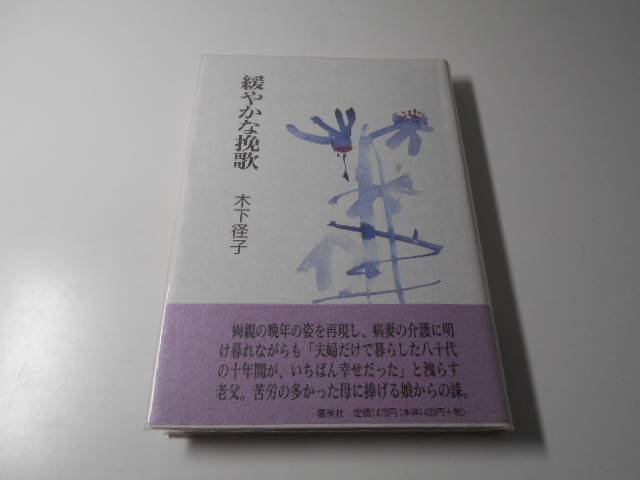 緩やかな挽歌
木下径子
両親の晩年の姿を再現し、病妻の介護に明
け暮れながらも「夫婦だけで暮らした八十代
の十年間が、いちばん幸せだった」と洩らす
老父。苦労の多かった母に捧げる娘からの誄。
審美社 定価1470円(本体1400円+税)